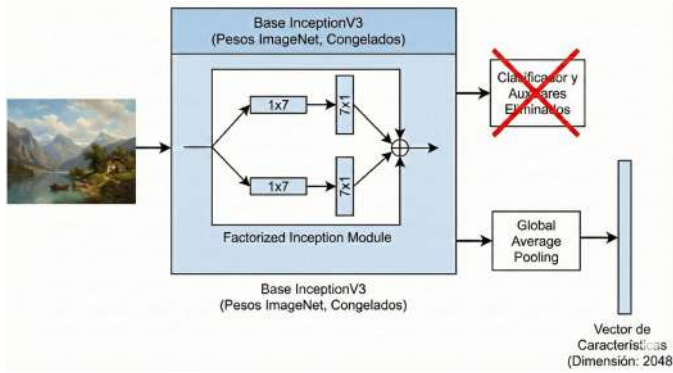 Base InceptionV3
(Pesos ImageNet, Congelados)
Clasificador y
Auxiliares
Eliminados
1x7
7x1
1x7
7x1
Factorized Inception Module
Global
Average
Pooling
Base InceptionV3
(Pesos ImageNet, Congelados)
Vector de
Características
(Dimensión: 2048